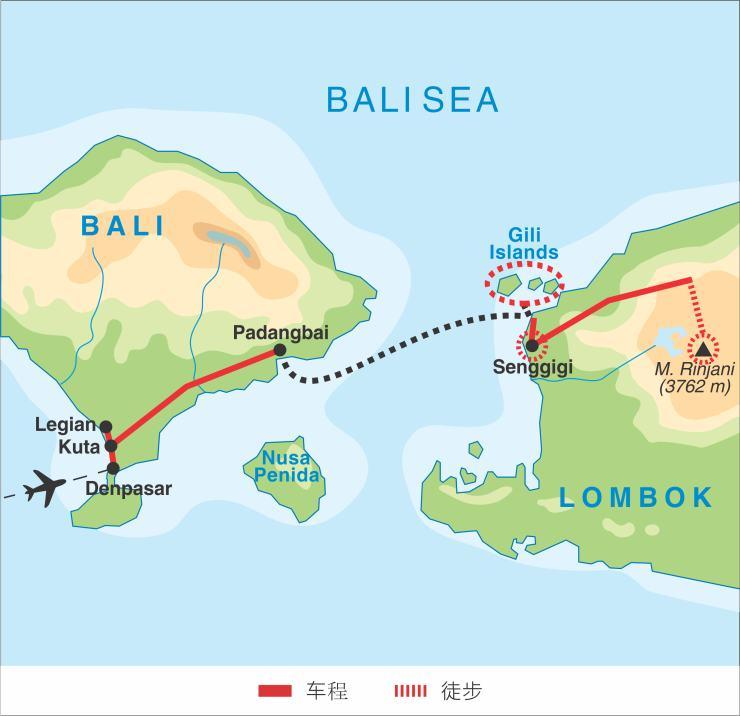 BALI SEA
BALI
Gili
Islands
Padangbai
Senggigi
M. Rinjani
(3762 m)
Legian
Kuta
Denpasar
Nusa
Penida
LOMBOK
车程
徒步